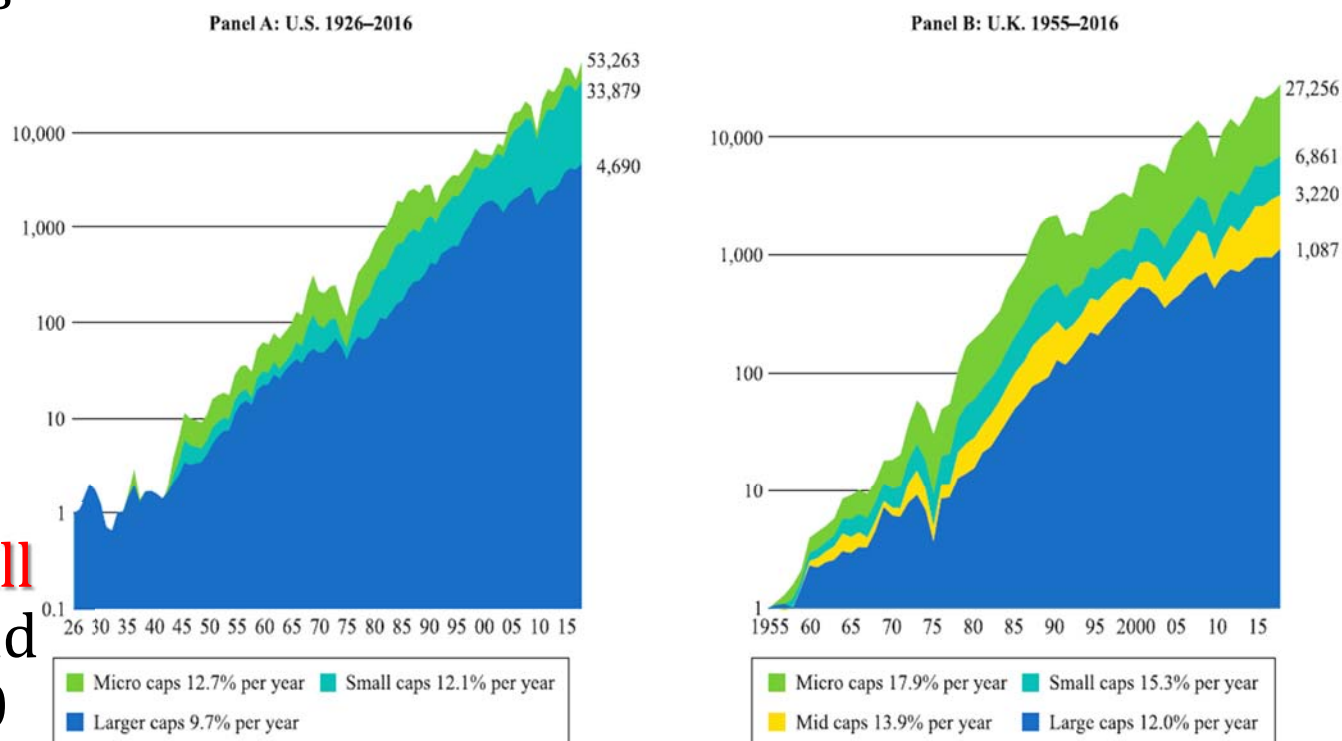 Panel A: U.S. 1926–2016
53,263
33,879
10,000
4,690
1,000
100
10
1
0.1
26 30 35 40 45 50 55 60 65 70 75 80 85 90 95 00 05 10 15
Micro caps 12.7% per year Small caps 12.1% per year
Larger caps 9.7% per year
Panel B: U.K. 1955–2016
27,256
10,000
6,861
3,220
1,000
1,087
100
10
1
1955 60 65 70 75 80 85 90 95 2000 05 10 15
Micro caps 17.9% per year Small caps 15.3% per year
Mid caps 13.9% per year Large caps 12.0% per year